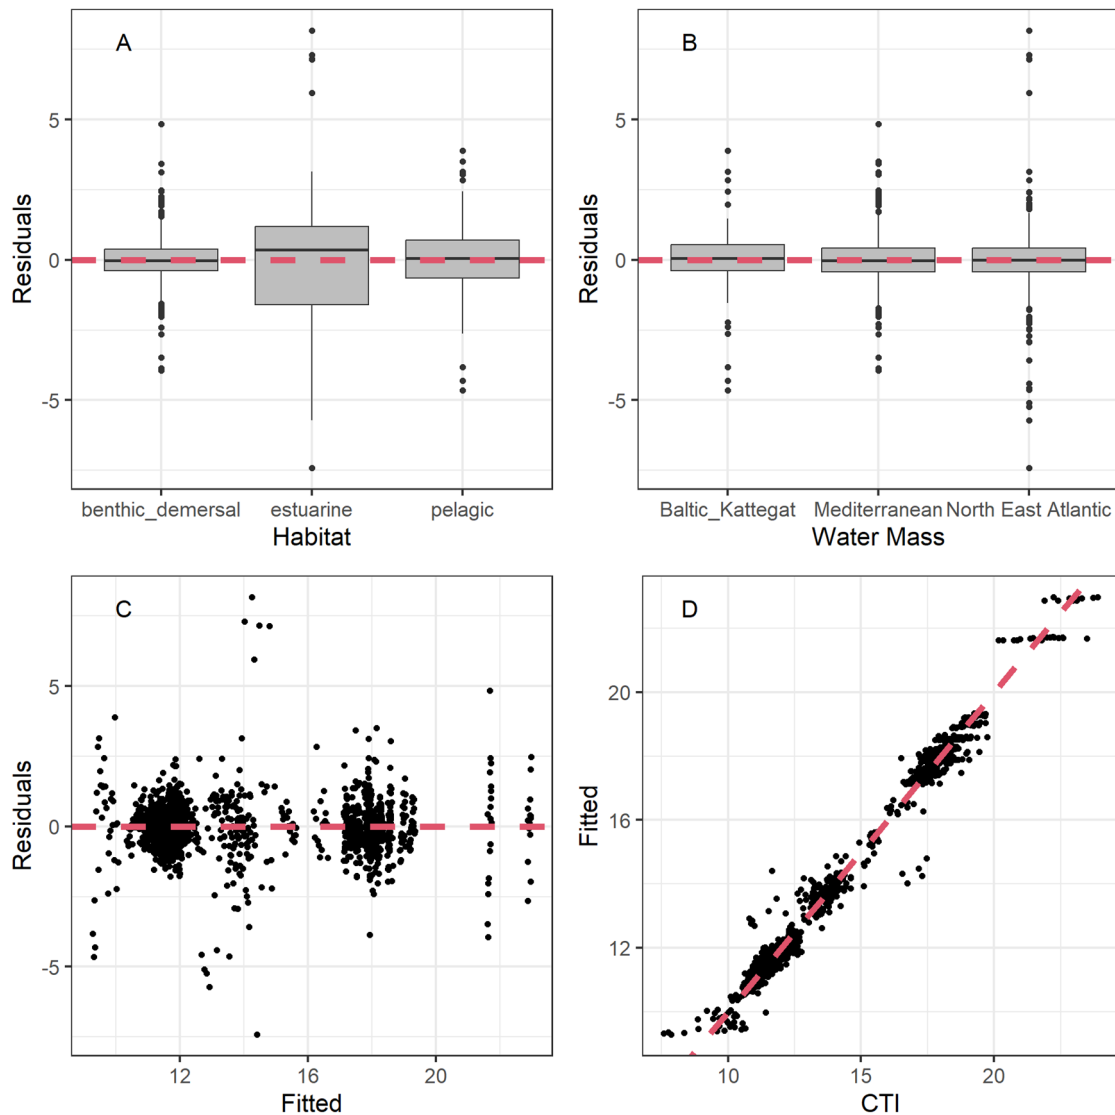 A
B
Residuals
5
0
-5
benthic_demersal estuarine pelagic
Habitat
Residuals
5
0
-5
Baltic_Kattegat Mediterranean North East Atlantic
Water Mass
C
D
Residuals
5
0
-5
12 16 20
Fitted
Fitted
20
16
12
10 15 20
CTI